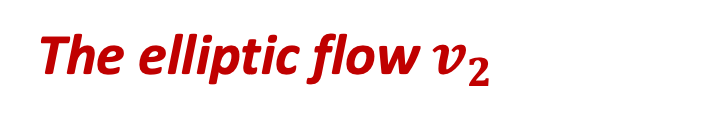 The elliptic flow v₂